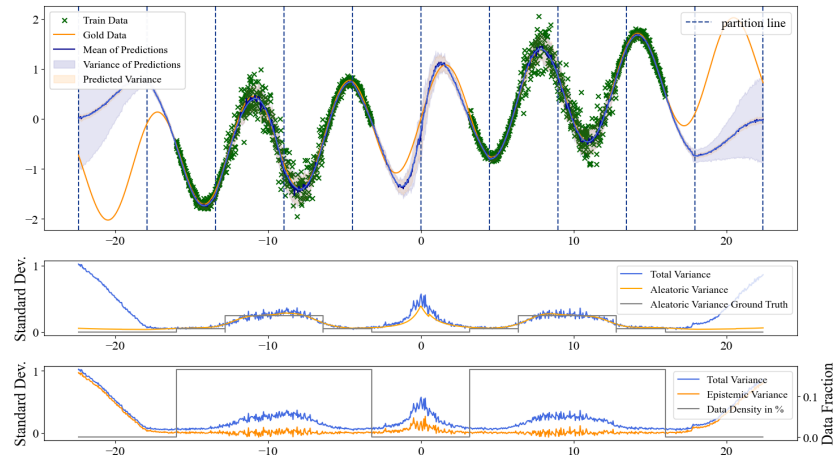 2
1
0
−1
−2
Train Data
Gold Data
Mean of Predictions
Variance of Predictions
Predicted Variance
partition line
−20
−10
0
10
20
Standard Dev.
1
0
Total Variance
Aleatoric Variance
Aleatoric Variance Ground Truth
−20
−10
0
10
20
Standard Dev.
1
0
Total Variance
Epistemic Variance
Data Density in %
0.1
0.0
Data Fraction
−20
−10
0
10
20